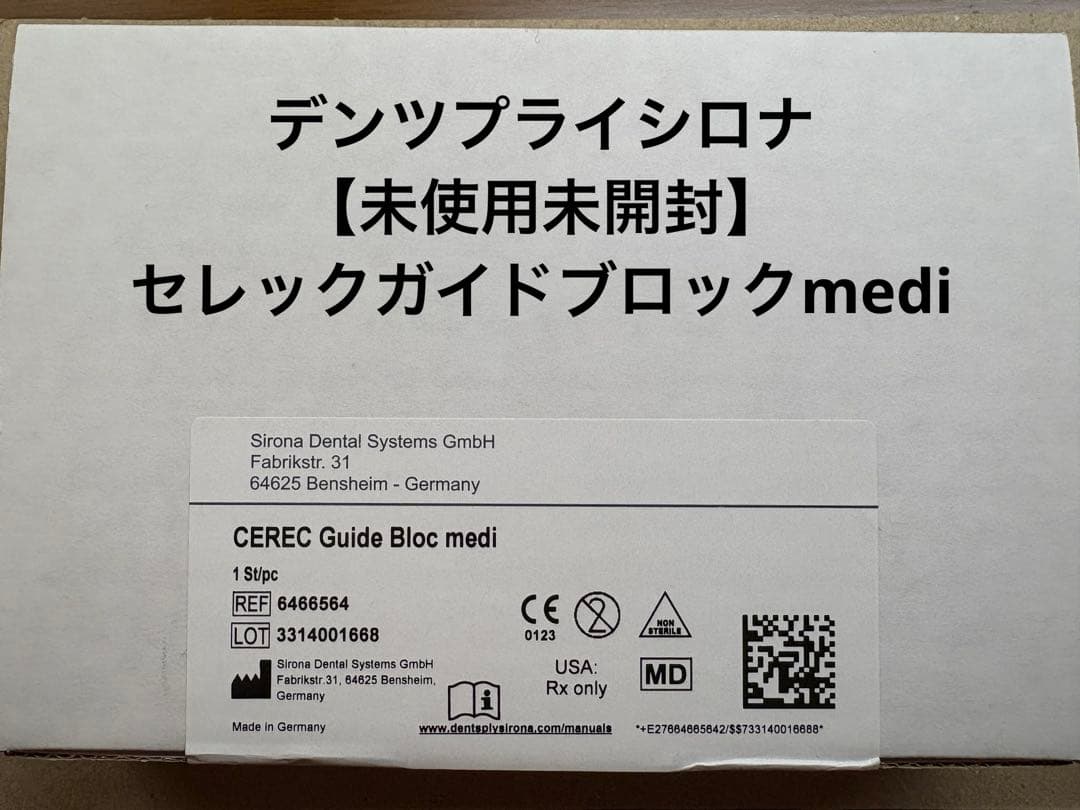 デンツプライシロナ
【未使用未開封】
セレックガイドブロックmedi
Sirona Dental Systems GmbH
Fabrikstr. 31
64625 Bensheim - Germany
CEREC Guide Bloc medi
1 St/pc
REF 6466564
LOT 3314001668
CE
0123
2
NON
STERILE
Sirona Dental Systems GmbH
Fabrikstr.31, 64625 Bensheim,
Germany
USA:
Rx only
MD
i
Made in Germany
www.dentsplysirona.com/manuals
*+E27664665642/$$733140016688*